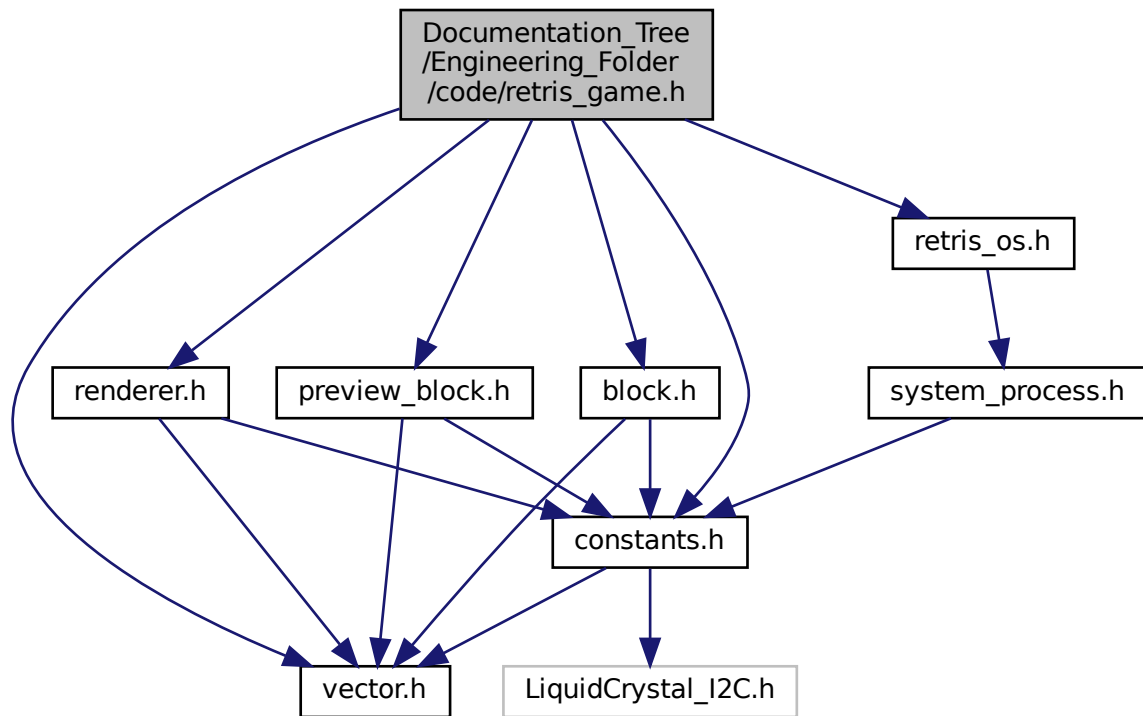 Documentation_Tree
/Engineering_Folder
/code/retris_game.h
retris_os.h
renderer.h
preview_block.h
block.h
system_process.h
constants.h
vector.h
LiquidCrystal_I2C.h